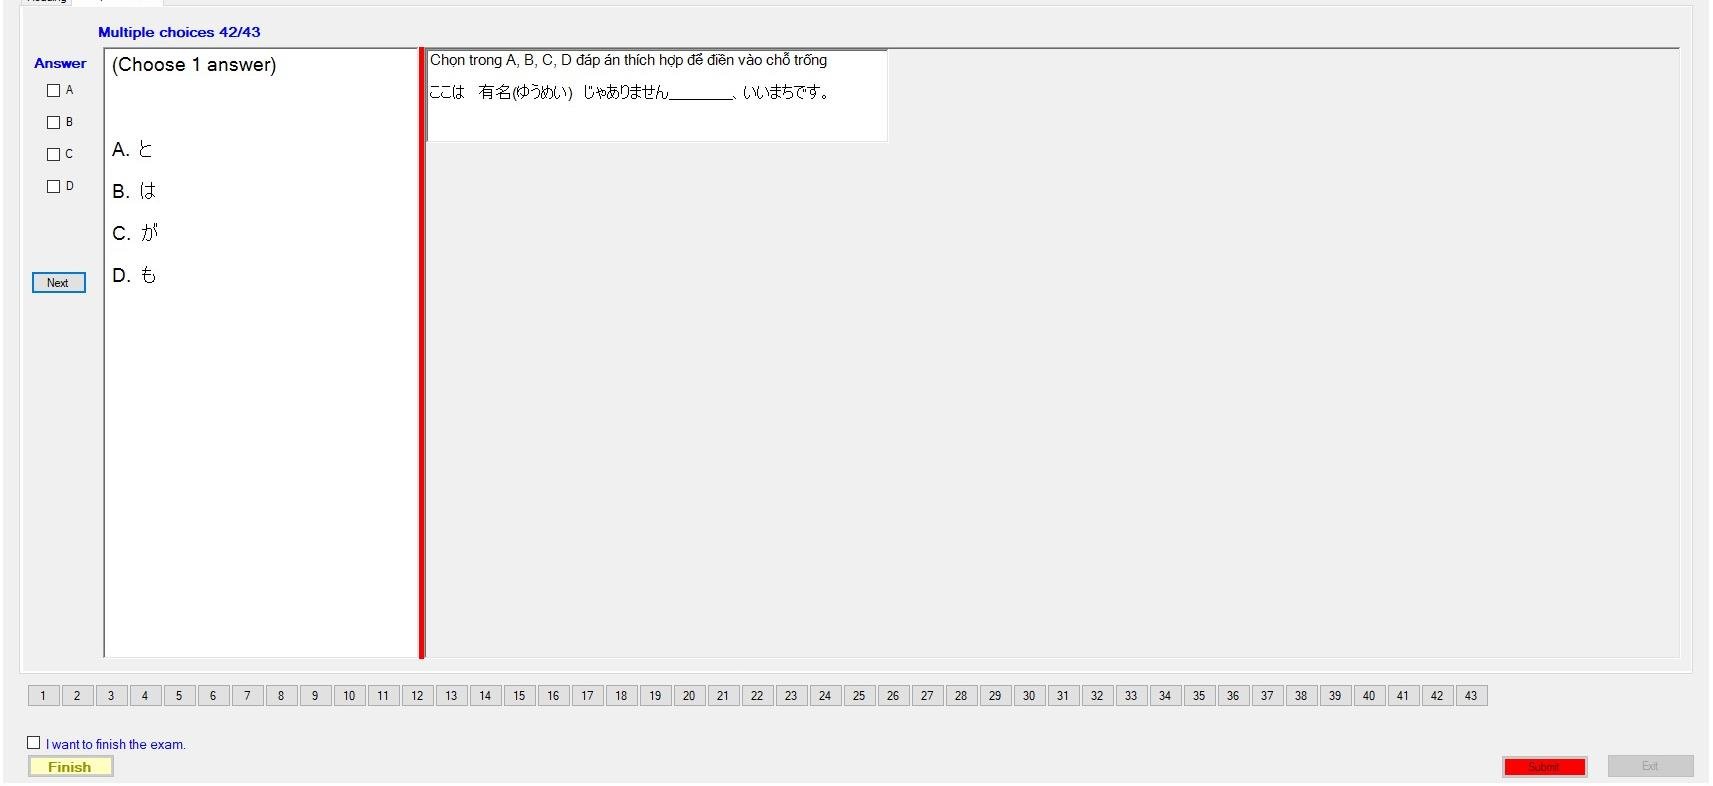 Multiple choices 42/43
Answer
A
B
C
D
Next
(Choose 1 answer)
A. と
B. は
C. が
D. も
Chọn trong A, B, C, D đáp án thích hợp để điền vào chỗ trống
ここは 有名(ゆうめい) じゃありません________、いいまちです。
1 2 3 4 5 6 7 8 9 10 11 12 13 14 15 16 17 18 19 20 21 22 23 24 25 26 27 28 29 30 31 32 33 34 35 36 37 38 39 40 41 42 43
I want to finish the exam.
Finish
Submit
Exit